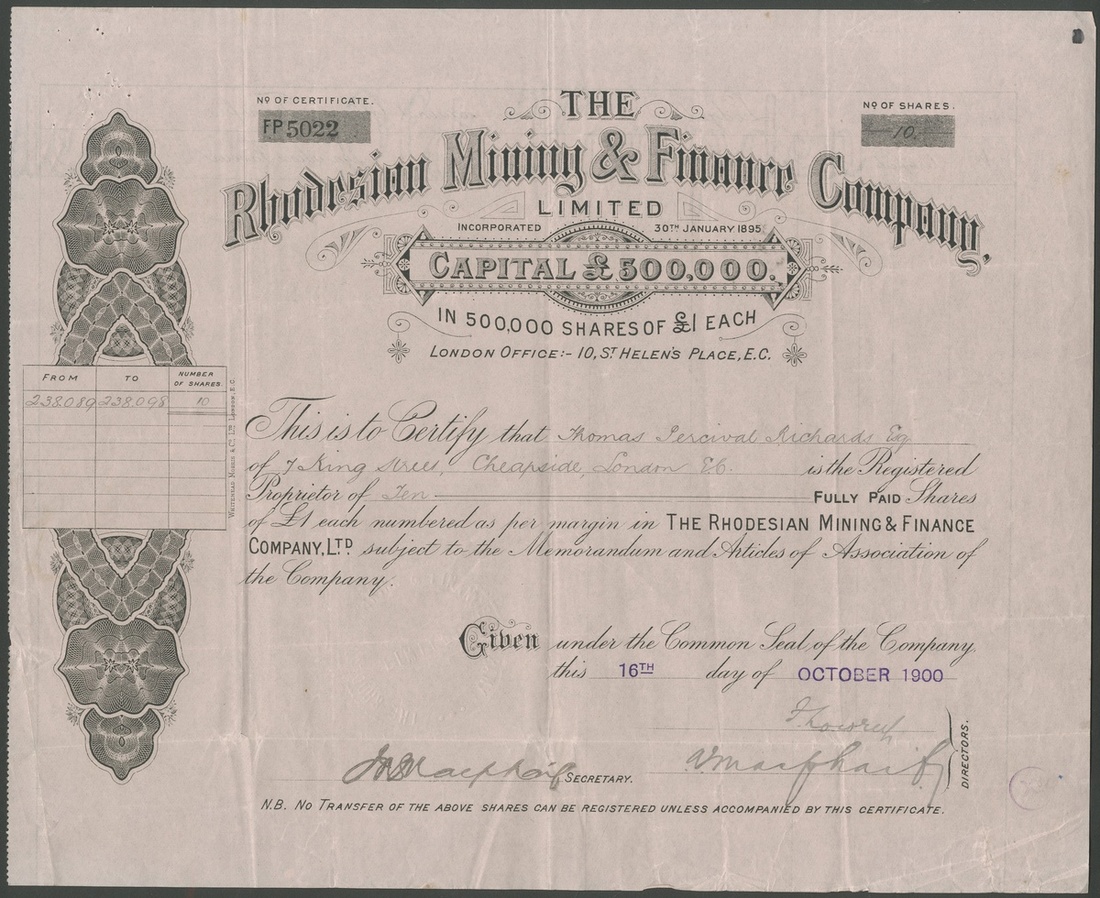 No OF CERTIFICATE.
FP 5022
No OF SHARES.
10.
THE
Rhodesian Mining & Finance Company,
LIMITED
INCORPORATED 30TH JANUARY 1895
CAPITAL £500,000.
IN 500,000 SHARES OF £1 EACH
LONDON OFFICE:- 10, ST HELEN'S PLACE, E.C.
FROM TO NUMBER OF SHARES.
238089 238098 10
WHITEHEAD MORRIS & CO. LTD LONDON, E.C.
This is to Certify that Thomas Percival Richards Esq
of 7 King Street, Cheapside, London E.C. is the Registered
Proprietor of Ten FULLY PAID Shares
of £1 each numbered as per margin in THE RHODESIAN MINING & FINANCE
COMPANY, LTD subject to the Memorandum and Articles of Association of
the Company.
Given under the Common Seal of the Company
this 16TH day of OCTOBER 1900
SECRETARY.
DIRECTORS.
N.B. NO TRANSFER OF THE ABOVE SHARES CAN BE REGISTERED UNLESS ACCOMPANIED BY THIS CERTIFICATE.